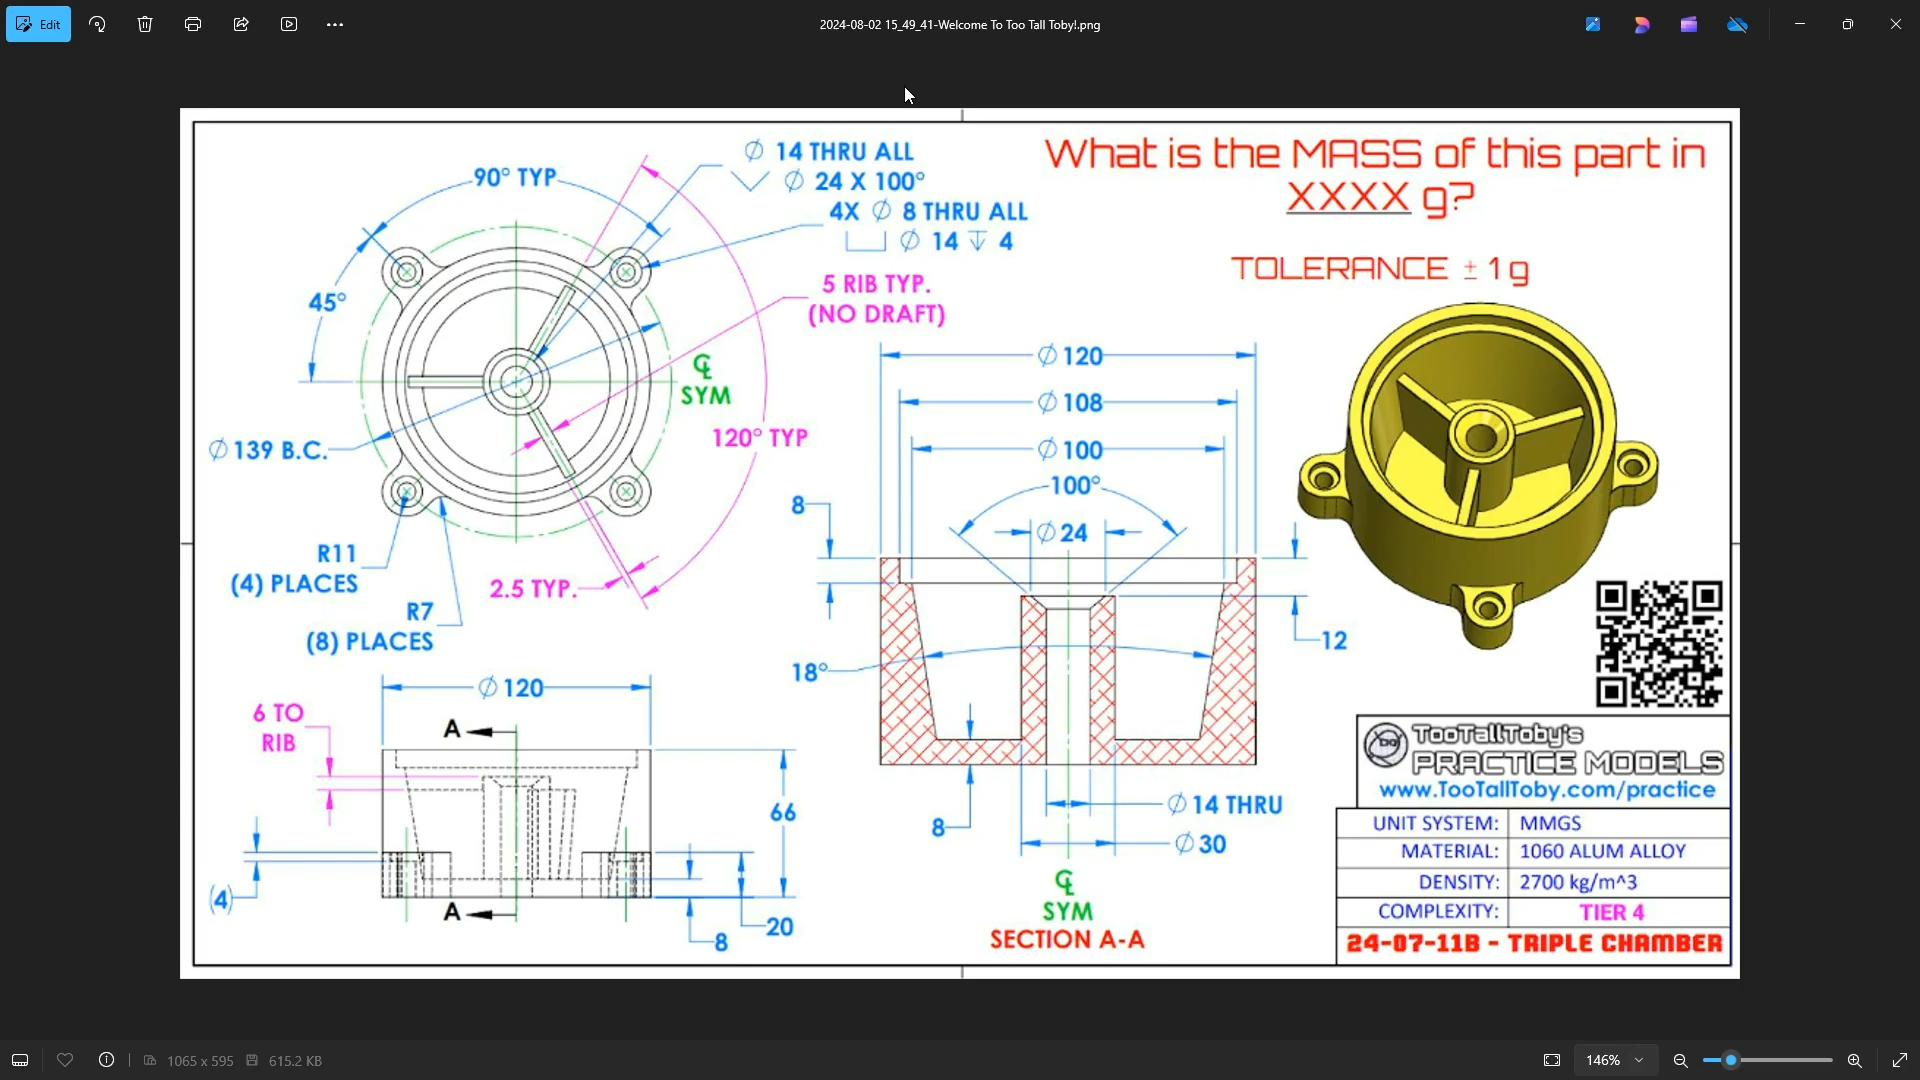 Edit
2024-08-02 15_49_41-Welcome To Too Tall Toby!.png
What is the MASS of this part in
XXXX g?
TOLERANCE ± 1 g
90° TYP
∅ 14 THRU ALL
⌵ ∅ 24 X 100°
4X ∅ 8 THRU ALL
⌴ ∅ 14 ↧ 4
5 RIB TYP.
(NO DRAFT)
45°
℄
SYM
120° TYP
∅ 139 B.C.
R11
(4) PLACES
R7
(8) PLACES
2.5 TYP.
∅ 120
∅ 108
∅ 100
100°
8
∅ 24
12
18°
∅ 14 THRU
8
∅ 30
℄
SYM
SECTION A-A
∅ 120
6 TO
RIB
A
66
(4)
A
20
8
TooTallToby's
PRACTICE MODELS
www.TooTallToby.com/practice
UNIT SYSTEM: MMGS
MATERIAL: 1060 ALUM ALLOY
DENSITY: 2700 kg/m^3
COMPLEXITY: TIER 4
24-07-11B - TRIPLE CHAMBER
1065 x 595
615.2 KB
146%